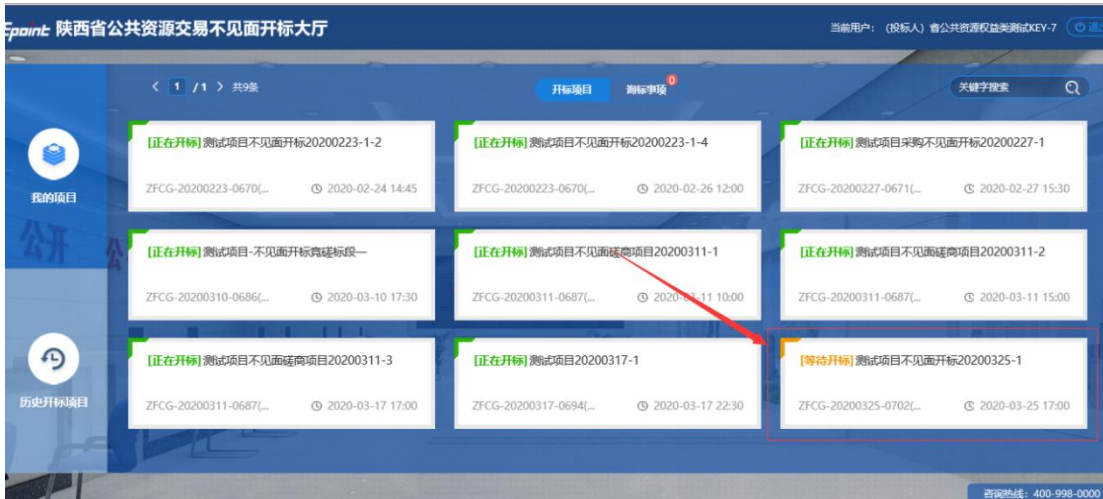 Epoint 陕西省公共资源交易不见面开标大厅
当前用户：（投标人）省公共资源权益类测试KEY-7
1 / 1 共9条
开标项目 询标事项 0
关键字搜索
我的项目
[正在开标] 测试项目不见面开标20200223-1-2
ZFCG-20200223-0670(... 2020-02-24 14:45
[正在开标] 测试项目不见面开标20200223-1-4
ZFCG-20200223-0670(... 2020-02-26 12:00
[正在开标] 测试项目采购不见面开标20200227-1
ZFCG-20200227-0671(... 2020-02-27 15:30
公开 公
[正在开标] 测试项目-不见面开标竞磋标段一
ZFCG-20200310-0686(... 2020-03-10 17:30
[正在开标] 测试项目不见面磋商项目20200311-1
ZFCG-20200311-0687(... 2020-03-11 10:00
[正在开标] 测试项目不见面磋商项目20200311-2
ZFCG-20200311-0687(... 2020-03-11 15:00
历史开标项目
[正在开标] 测试项目不见面磋商项目20200311-3
ZFCG-20200311-0687(... 2020-03-17 17:00
[正在开标] 测试项目20200317-1
ZFCG-20200317-0694(... 2020-03-17 22:30
[等待开标] 测试项目不见面开标20200325-1
ZFCG-20200325-0702(... 2020-03-25 17:00
咨询热线：400-998-0000